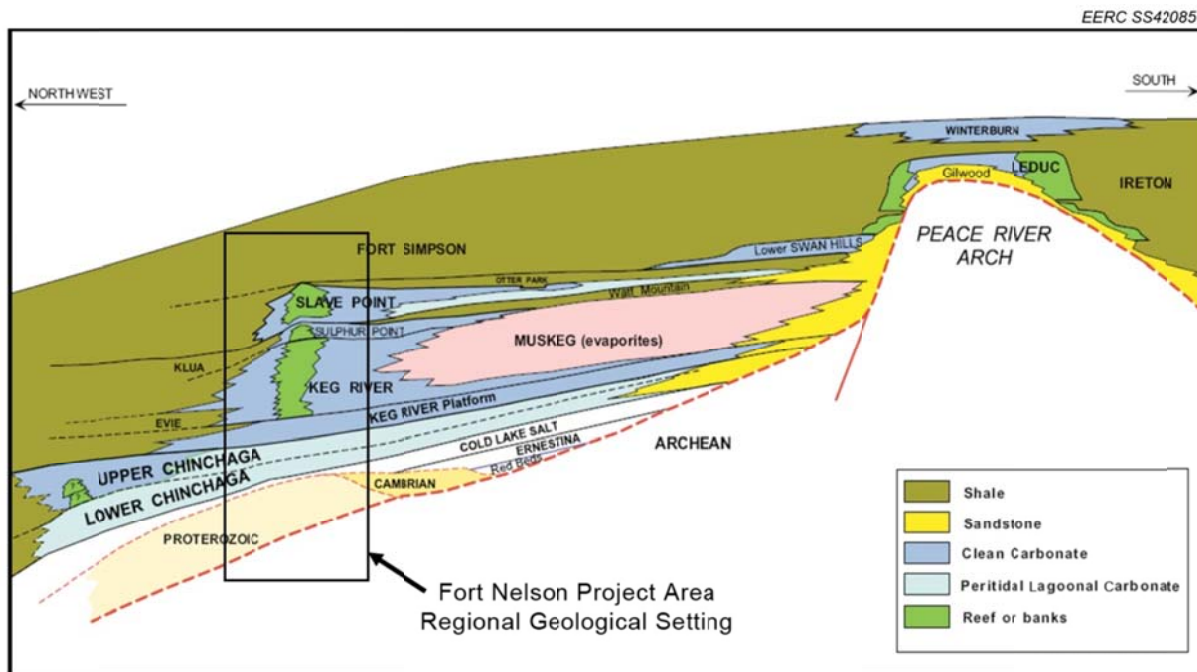 EERC SS42085
NORTHWEST
SOUTH
WINTERBURN
LEDUC
Gilwood
IRETON
PEACE RIVER
ARCH
FORT SIMPSON
Lower SWAN HILLS
OTTER PARK
Watt Mountain
SLAVE POINT
SULPHUR POINT
MUSKEG (evaporites)
KLUA
KEG RIVER
KEG RIVER Platform
EVIE
COLD LAKE SALT
ERNESTINA
Red Beds
ARCHEAN
UPPER CHINCHAGA
LOWER CHINCHAGA
CAMBRIAN
PROTEROZOIC
Shale
Sandstone
Clean Carbonate
Peritidal Lagoonal Carbonate
Reef or banks
Fort Nelson Project Area
Regional Geological Setting